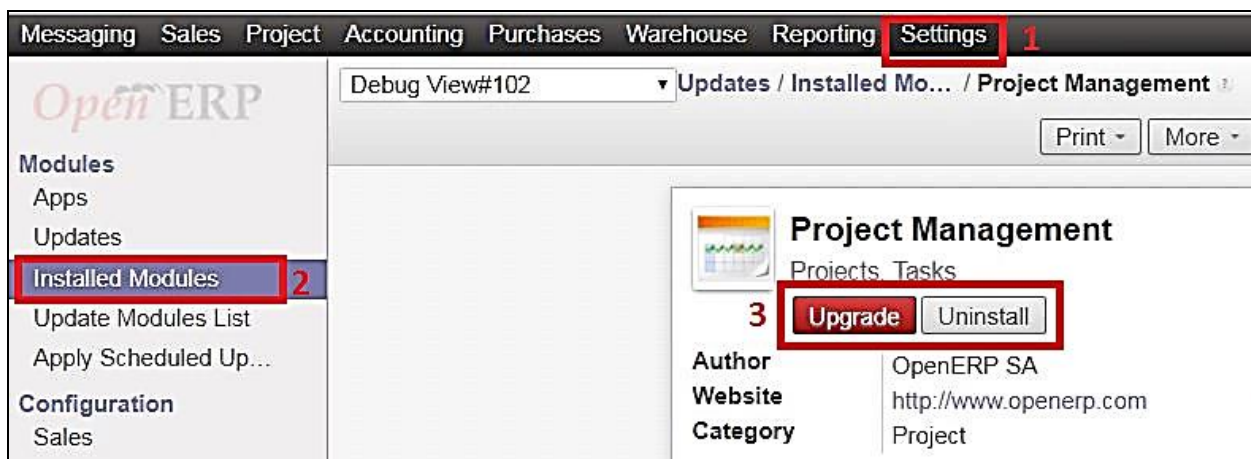 Messaging Sales Project Accounting Purchases Warehouse Reporting Settings 1
Open ERP
Debug View#102 Updates / Installed Mo... / Project Management ?
Print More
Modules
Apps
Updates
Installed Modules 2
Update Modules List
Apply Scheduled Up...
Configuration
Sales
Project Management
Projects, Tasks
3 Upgrade Uninstall
Author OpenERP SA
Website http://www.openerp.com
Category Project